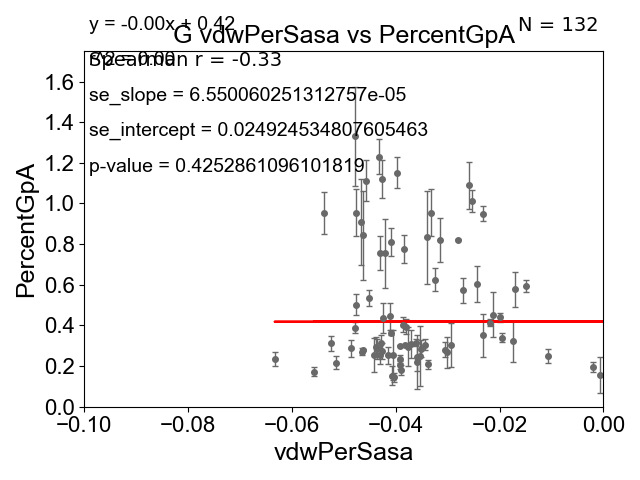 y = -0.00x + 0.42
N = 132
G vdwPerSasa vs PercentGpA
Spearman r = -0.33
se_slope = 6.550060251312757e-05
se_intercept = 0.024924534807605463
p-value = 0.4252861096101819
PercentGpA
1.6
1.4
1.2
1.0
0.8
0.6
0.4
0.2
0.0
−0.10
−0.08
−0.06
−0.04
−0.02
0.00
vdwPerSasa